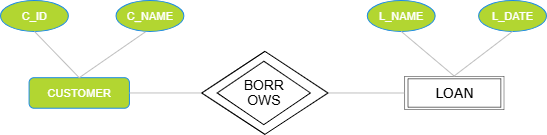 C_ID
C_NAME
L_NAME
L_DATE
CUSTOMER
BORR
OWS
LOAN